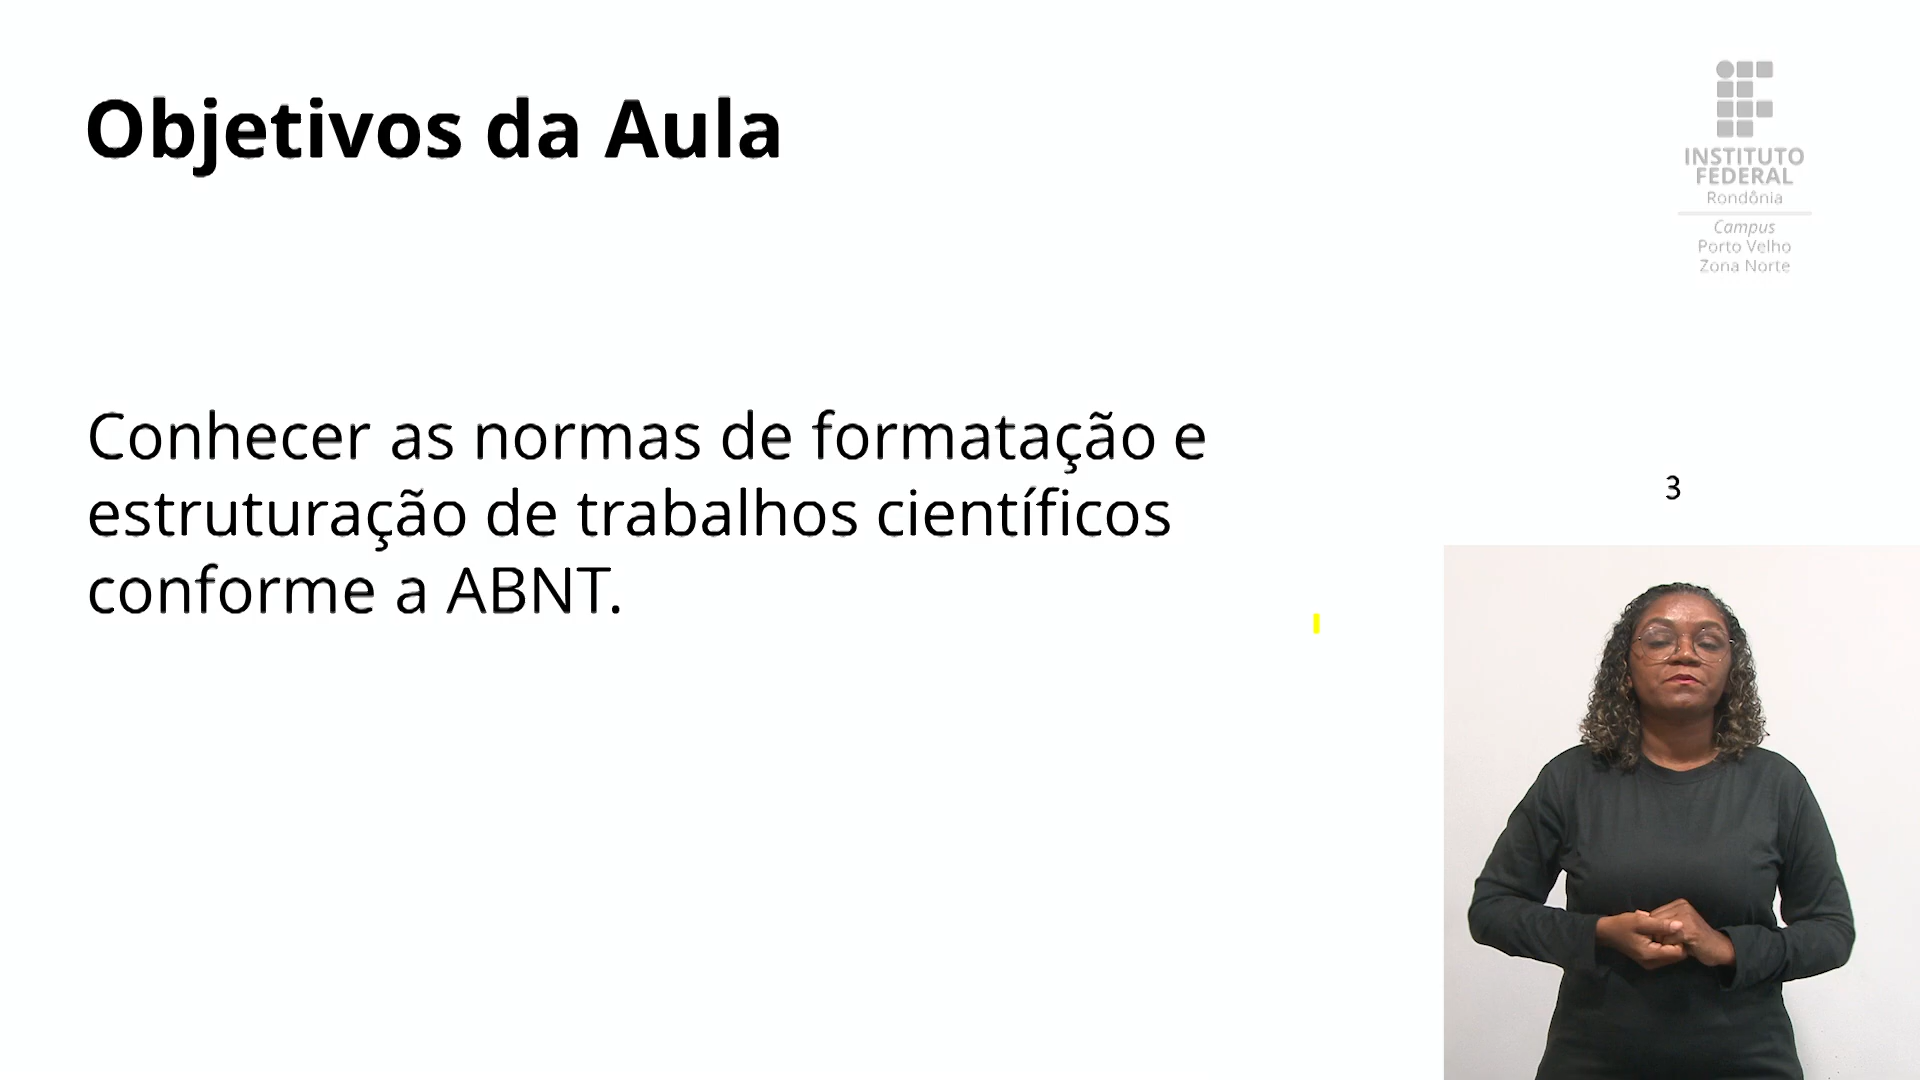 Objetivos da Aula
INSTITUTO
FEDERAL
Rondônia
Campus
Porto Velho
Zona Norte
Conhecer as normas de formatação e
estruturação de trabalhos científicos
conforme a ABNT.
3